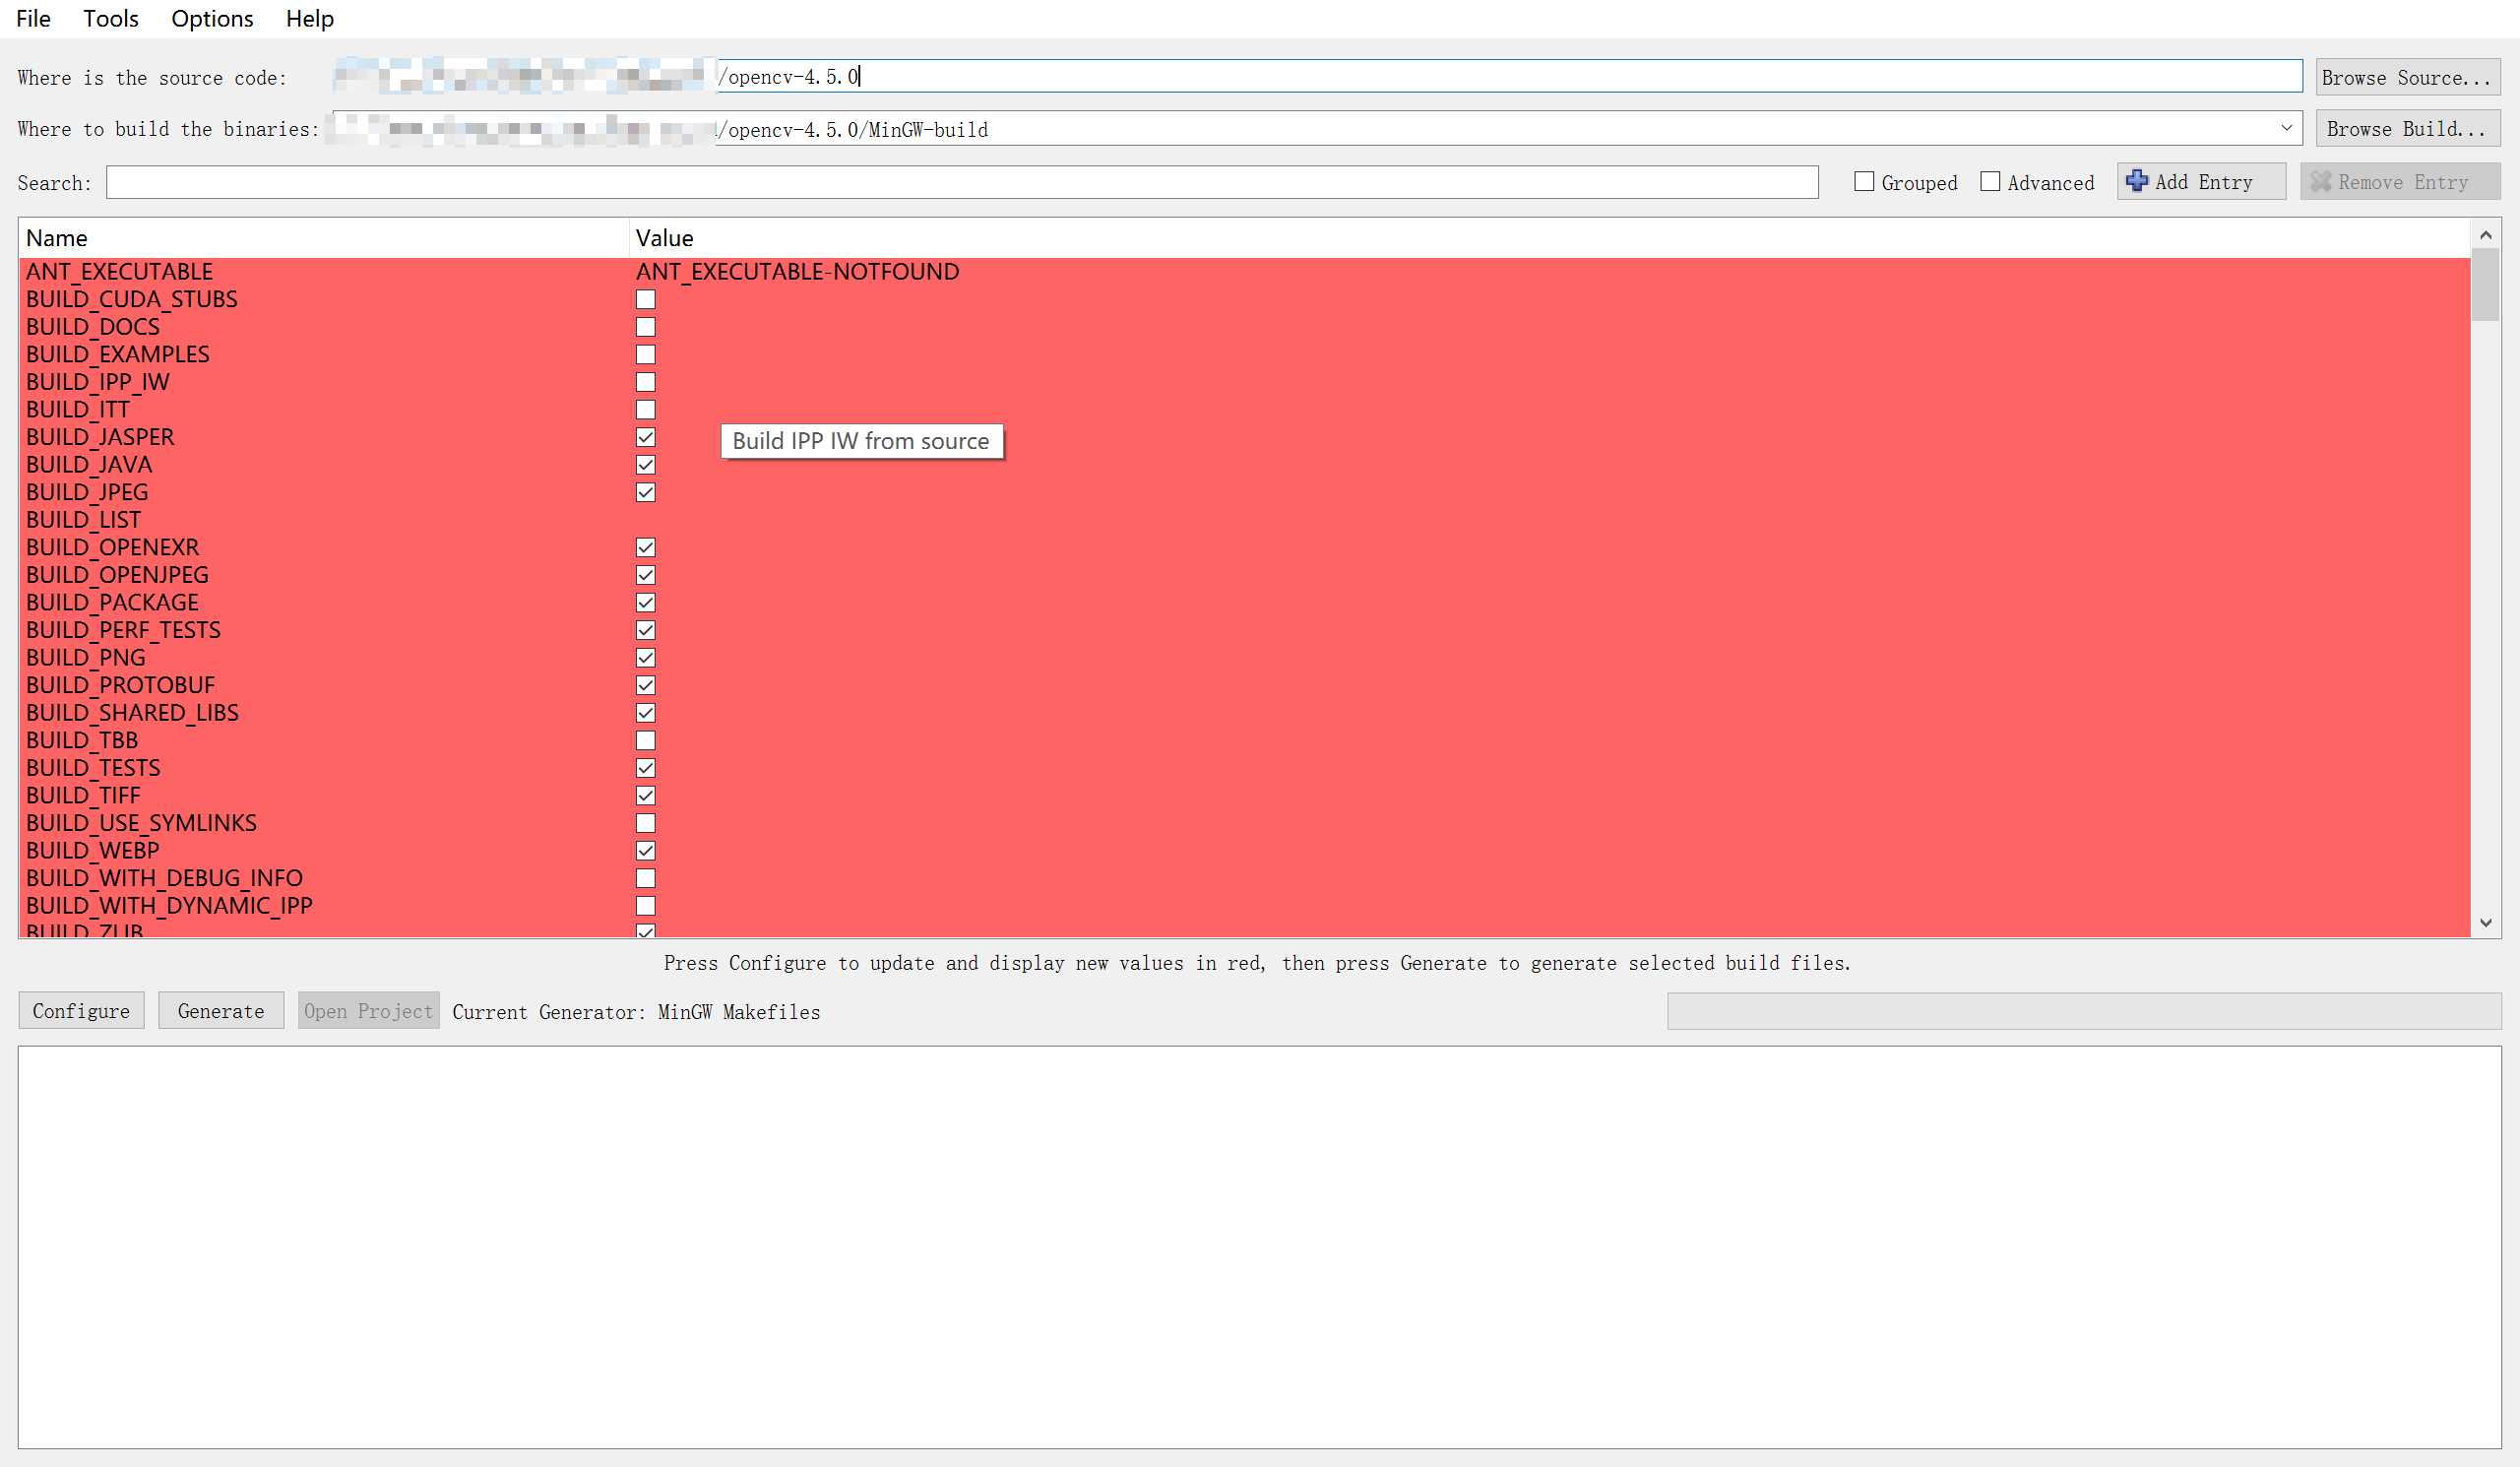 File Tools Options Help
Where is the source code: /opencv-4.5.0 Browse Source...
Where to build the binaries: /opencv-4.5.0/MinGW-build Browse Build...
Search: Grouped Advanced Add Entry Remove Entry
Name Value
ANT_EXECUTABLE ANT_EXECUTABLE-NOTFOUND
BUILD_CUDA_STUBS
BUILD_DOCS
BUILD_EXAMPLES
BUILD_IPP_IW
BUILD_ITT
BUILD_JASPER
Build IPP IW from source
BUILD_JAVA
BUILD_JPEG
BUILD_LIST
BUILD_OPENEXR
BUILD_OPENJPEG
BUILD_PACKAGE
BUILD_PERF_TESTS
BUILD_PNG
BUILD_PROTOBUF
BUILD_SHARED_LIBS
BUILD_TBB
BUILD_TESTS
BUILD_TIFF
BUILD_USE_SYMLINKS
BUILD_WEBP
BUILD_WITH_DEBUG_INFO
BUILD_WITH_DYNAMIC_IPP
BUILD_ZLIB
Press Configure to update and display new values in red, then press Generate to generate selected build files.
Configure Generate Open Project Current Generator: MinGW Makefiles